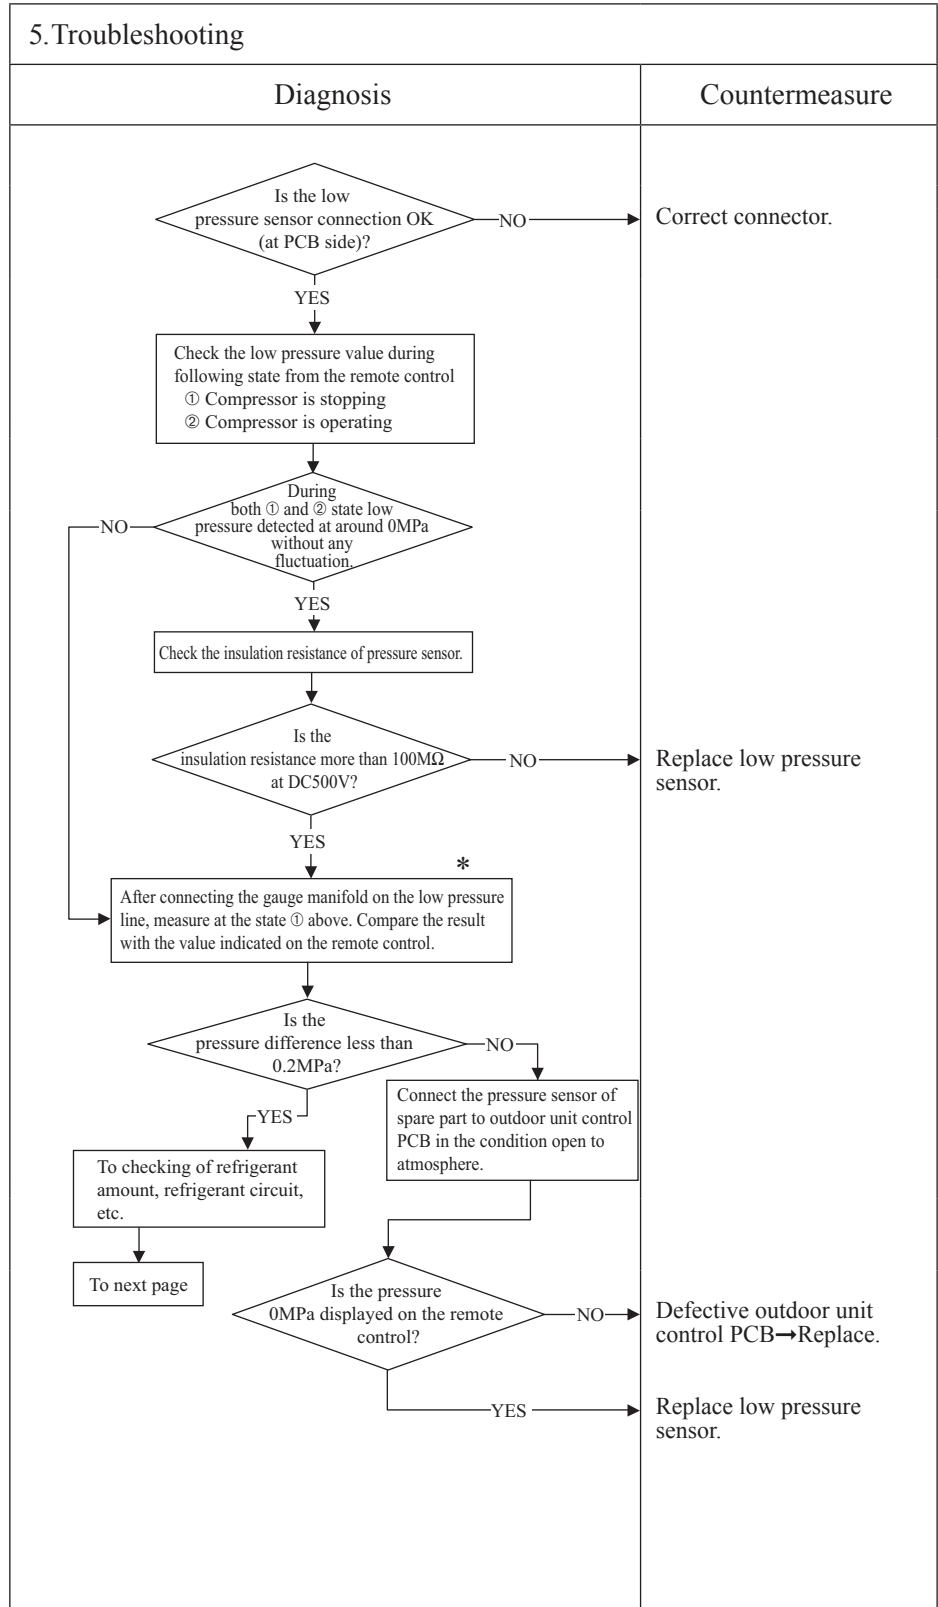 5.Troubleshooting
Diagnosis
Countermeasure
Is the low
pressure sensor connection OK
(at PCB side)?
NO
Correct connector.
YES
Check the low pressure value during
following state from the remote control
① Compressor is stopping
② Compressor is operating
During
both ① and ② state low
pressure detected at around 0MPa
without any
fluctuation.
NO
YES
Check the insulation resistance of pressure sensor.
Is the
insulation resistance more than 100MΩ
at DC500V?
NO
Replace low pressure
sensor.
YES
*
After connecting the gauge manifold on the low pressure
line, measure at the state ① above. Compare the result
with the value indicated on the remote control.
Is the
pressure difference less than
0.2MPa?
NO
YES
Connect the pressure sensor of
spare part to outdoor unit control
PCB in the condition open to
atmosphere.
To checking of refrigerant
amount, refrigerant circuit,
etc.
To next page
Is the pressure
0MPa displayed on the remote
control?
NO
Defective outdoor unit
control PCB→Replace.
YES
Replace low pressure
sensor.